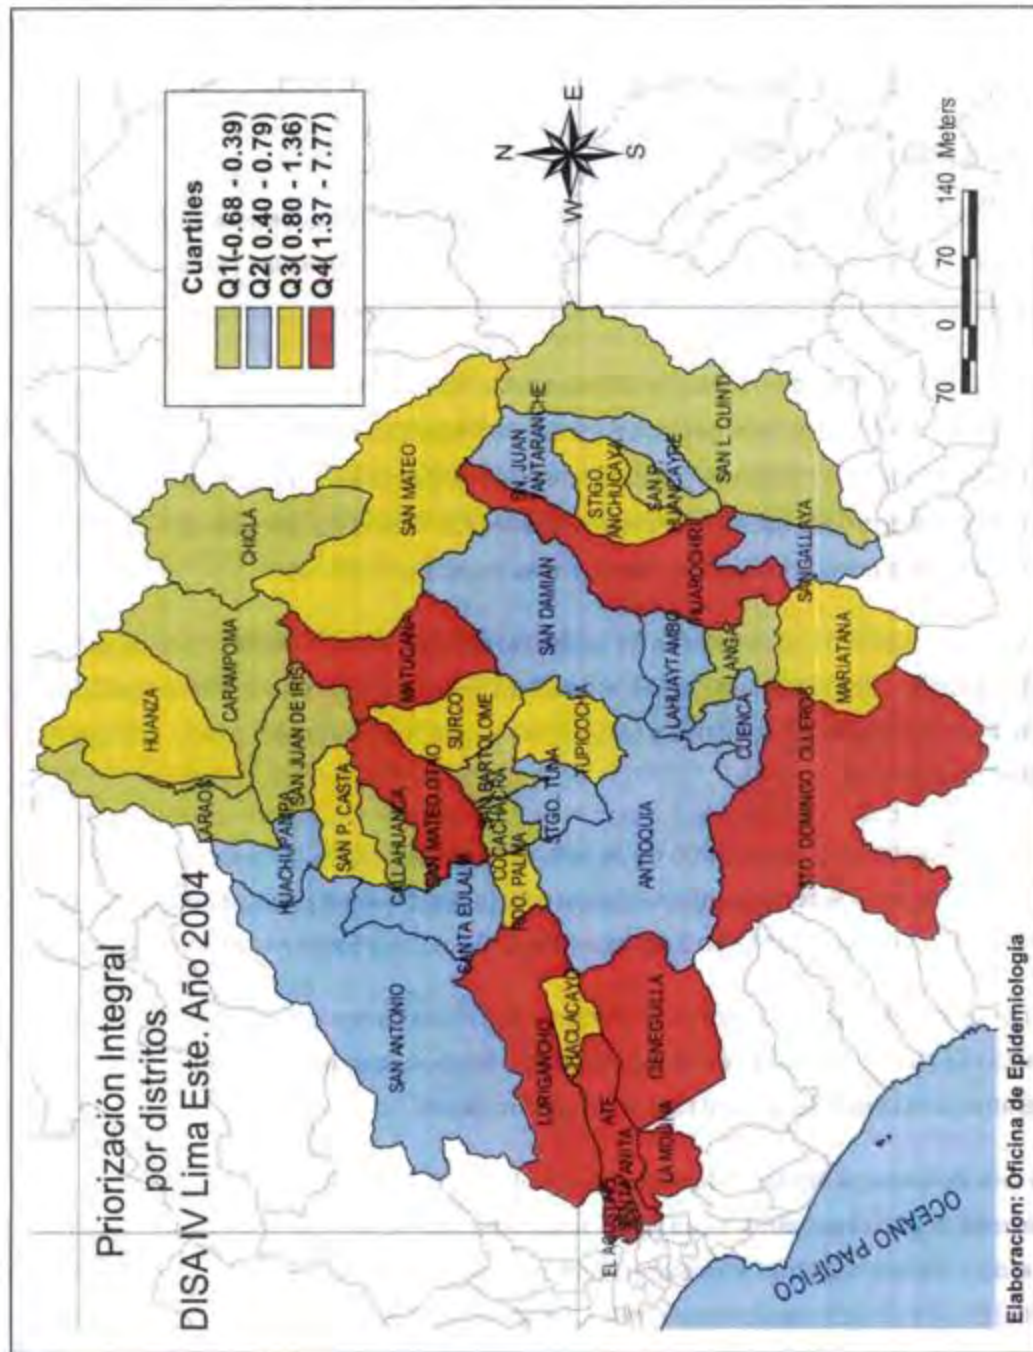 Priorización Integral
por distritos
DISA IV Lima Este. Año 2004
Cuartiles
Q1(-0.68 - 0.39)
Q2( 0.40 - 0.79)
Q3( 0.80 - 1.36)
Q4( 1.37 - 7.77)
N
W
E
S
HUANZA
CARAMPOMA
CHICLA
LARAOS
SAN JUAN DE IRIS
HUACHUPAMPA
SAN P. CASTA
SAN MATEO
SAN ANTONIO
CALLAHUANCA
MATUCANA
SAN MATEO OTAO
SURCO
SANTA EULALIA
BARTOLOME
COCACHACRA
PALMA
SAN DAMIAN
SN. JUAN
TANTARANCHE
STIGO.
ANCHUCAYA
SAN P.
HUANCAYRE
LURIGANCHO
STGO. TUNA
TUPICOCHA
CHACLACAYO
ATE
ANITA
EL
LA MOLINA
CIENEGUILLA
ANTIOQUIA
LAHUAYTAMBO
HUAROCHIRI
LANGA
CUENCA
SAN L. QUINTI
SANGALLAYA
MARIATANA
STO. DOMINGO OLLEROS
OCEANO PACIFICO
70 0 70 140 Meters
Elaboracion: Oficina de Epidemiologia